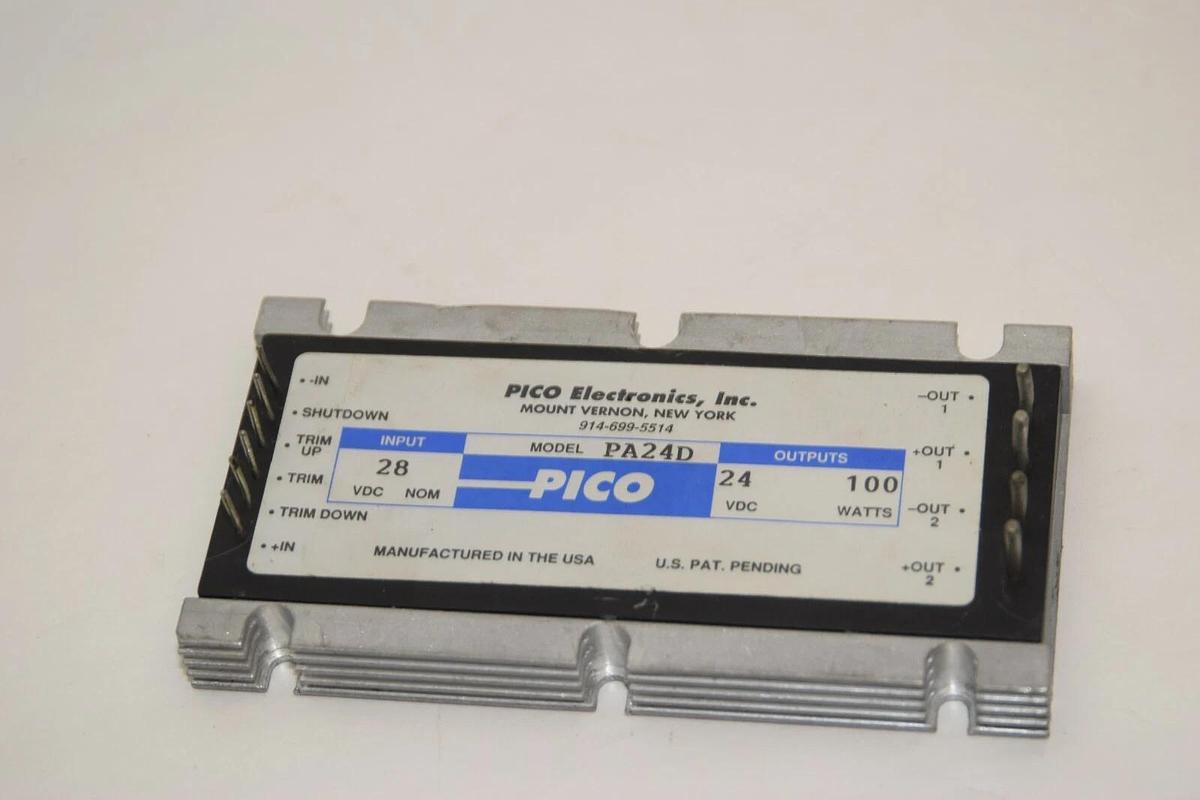 PICO Electronics, Inc.
MOUNT VERNON, NEW YORK
914-699-5514
• -IN
• SHUTDOWN
• TRIM
UP
• TRIM
• TRIM DOWN
• +IN
INPUT
28
VDC NOM
MODEL PA24D
PICO
OUTPUTS
24 100
VDC WATTS
–OUT •
1
+OUT •
1
–OUT •
2
+OUT •
2
MANUFACTURED IN THE USA U.S. PAT. PENDING